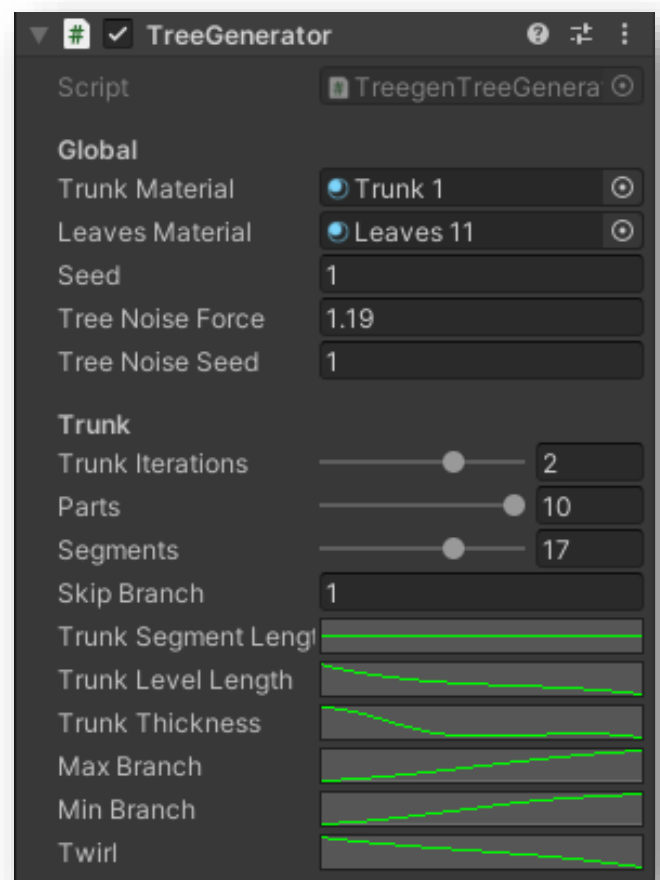 # TreeGenerator
Script # TreegenTreeGenera
Global
Trunk Material Trunk 1
Leaves Material Leaves 11
Seed 1
Tree Noise Force 1.19
Tree Noise Seed 1
Trunk
Trunk Iterations 2
Parts 10
Segments 17
Skip Branch 1
Trunk Segment Lengt
Trunk Level Length
Trunk Thickness
Max Branch
Min Branch
Twirl